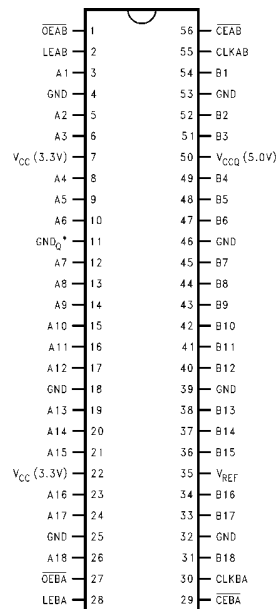 O̅E̅A̅B̅ 1 56 C̅E̅A̅B̅
LEAB 2 55 CLKAB
A1 3 54 B1
GND 4 53 GND
A2 5 52 B2
A3 6 51 B3
VCC (3.3V) 7 50 VCCQ (5.0V)
A4 8 49 B4
A5 9 48 B5
A6 10 47 B6
GNDQ* 11 46 GND
A7 12 45 B7
A8 13 44 B8
A9 14 43 B9
A10 15 42 B10
A11 16 41 B11
A12 17 40 B12
GND 18 39 GND
A13 19 38 B13
A14 20 37 B14
A15 21 36 B15
VCC (3.3V) 22 35 VREF
A16 23 34 B16
A17 24 33 B17
GND 25 32 GND
A18 26 31 B18
O̅E̅B̅A̅ 27 30 CLKBA
LEBA 28 29 C̅E̅B̅A̅